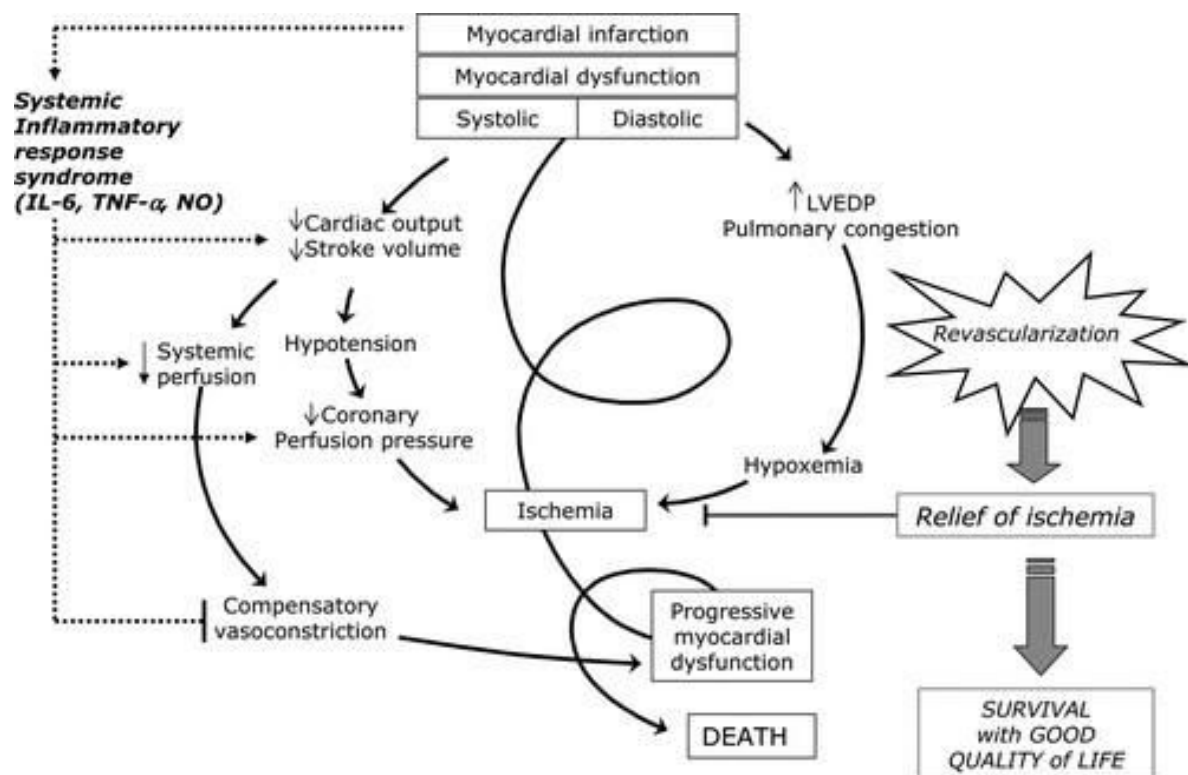 Myocardial infarction
Myocardial dysfunction
Systolic
Diastolic
Systemic
Inflammatory
response
syndrome
(IL-6, TNF-α, NO)
↓Cardiac output
↓Stroke volume
↑LVEDP
Pulmonary congestion
Revascularization
↓ Systemic
perfusion
Hypotension
↓Coronary
Perfusion pressure
Hypoxemia
Ischemia
Relief of ischemia
Compensatory
vasoconstriction
Progressive
myocardial
dysfunction
DEATH
SURVIVAL
with GOOD
QUALITY of LIFE